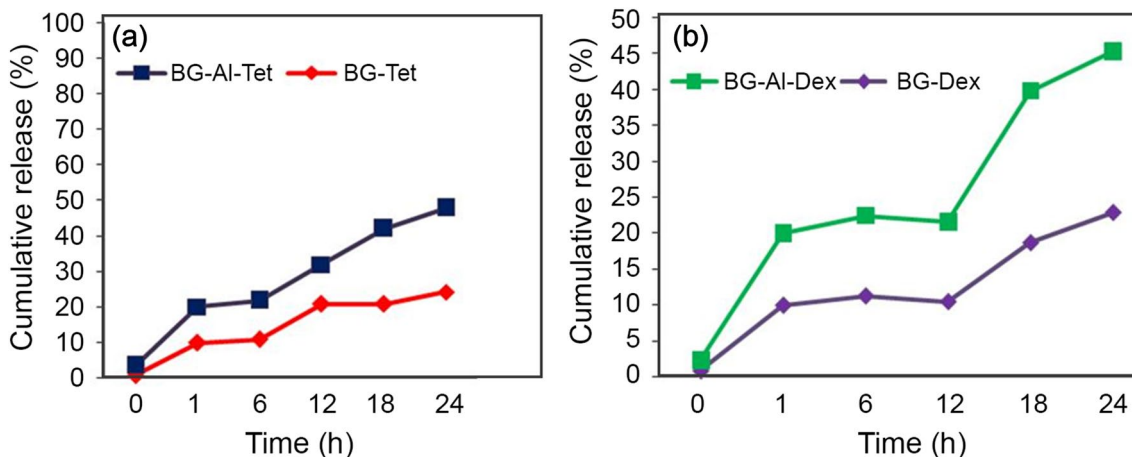 (a)
BG-Al-Tet BG-Tet
100
90
80
70
60
50
40
30
20
10
0
Cumulative release (%)
0 1 6 12 18 24
Time (h)
(b)
BG-Al-Dex BG-Dex
50
45
40
35
30
25
20
15
10
5
0
Cumulative release (%)
0 1 6 12 18 24
Time (h)